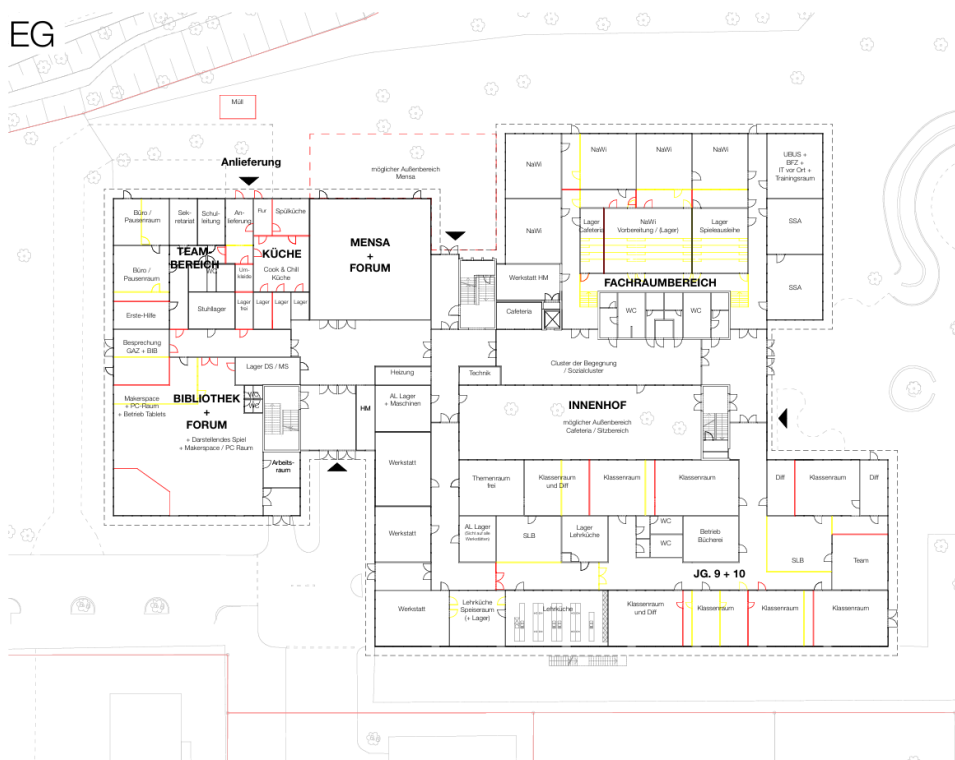 EG
Müll
Anlieferung
möglicher Außenbereich
Mensa
Büro /
Pausenraum
Sek-
retariat
Schul-
leitung
An-
lieferung
Flur
Spülküche
MENSA
+
FORUM
TEAM-
BEREICH
KÜCHE
Cook & Chill
Küche
Büro /
Pausenraum
Um-
kleide
Stuhllager
Lager
frei
Lager
Lager
Lager
Erste-Hilfe
Besprechung
GAZ + BIB
Lager DS / MS
Makerspace
+ PC-Raum
+ Betrieb Tablets
BIBLIOTHEK
+
FORUM
+ Darstellendes Spiel
+ Makerspace / PC Raum
WC
WC
Arbeits-
raum
HM
Heizung
AL Lager
+ Maschinen
Werkstatt
Werkstatt
Werkstatt
NaWi
NaWi
NaWi
NaWi
UBUS +
BFZ +
IT vor Ort +
Trainingsraum
NaWi
Lager
Cafeteria
NaWi
Vorbereitung / (Lager)
Lager
Spieleausleihe
SSA
SSA
FACHRAUMBEREICH
Werkstatt HM
Cafeteria
WC
WC
Cluster der Begegnung
/ Sozialcluster
Technik
INNENHOF
möglicher Außenbereich
Cafeteria / Sitzbereich
Themenraum
frei
Klassenraum
und Diff
Klassenraum
Klassenraum
Diff
Klassenraum
Diff
AL Lager
SLB
Lager
Lehrküche
WC
WC
Betrieb
Bücherei
SLB
Team
JG. 9 + 10
Lehrküche
Speiseraum
(+ Lager)
Lehrküche
Klassenraum
und Diff
Klassenraum
Klassenraum
Klassenraum